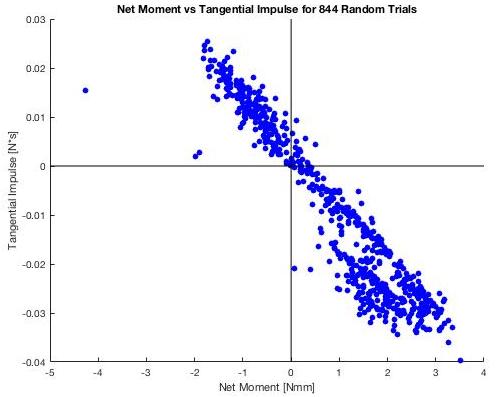 Net Moment vs Tangential Impulse for 844 Random Trials
0.03
0.02
0.01
0
-0.01
-0.02
-0.03
-0.04
Tangential Impulse [N*s]
-5 -4 -3 -2 -1 0 1 2 3 4
Net Moment [Nmm]